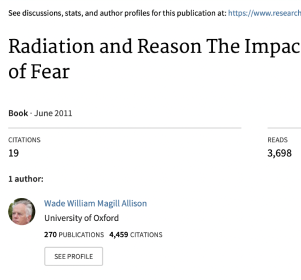 See discussions, stats, and author profiles for this publication at: https://www.research
Radiation and Reason The Impac
of Fear
Book · June 2011
CITATIONS
19
READS
3,698
1 author:
Wade William Magill Allison
University of Oxford
270 PUBLICATIONS 4,459 CITATIONS
SEE PROFILE